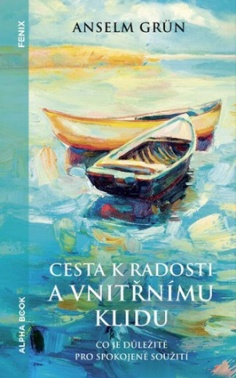 FENIX
ANSELM GRÜN
CESTA K RADOSTI
A VNITŘNÍMU
KLIDU
CO JE DŮLEŽITÉ
PRO SPOKOJENÉ SOUŽITÍ
ALPHA BOOK